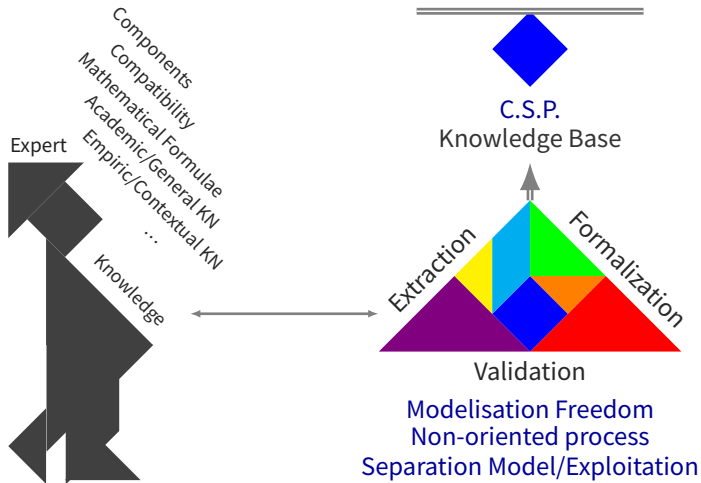 Components
Compatibility
Mathematical Formulae
Academic/General KN
Empiric/Contextual KN
...
Expert
Knowledge
C.S.P.
Knowledge Base
Extraction
Formalization
Validation
Modelisation Freedom
Non-oriented process
Separation Model/Exploitation